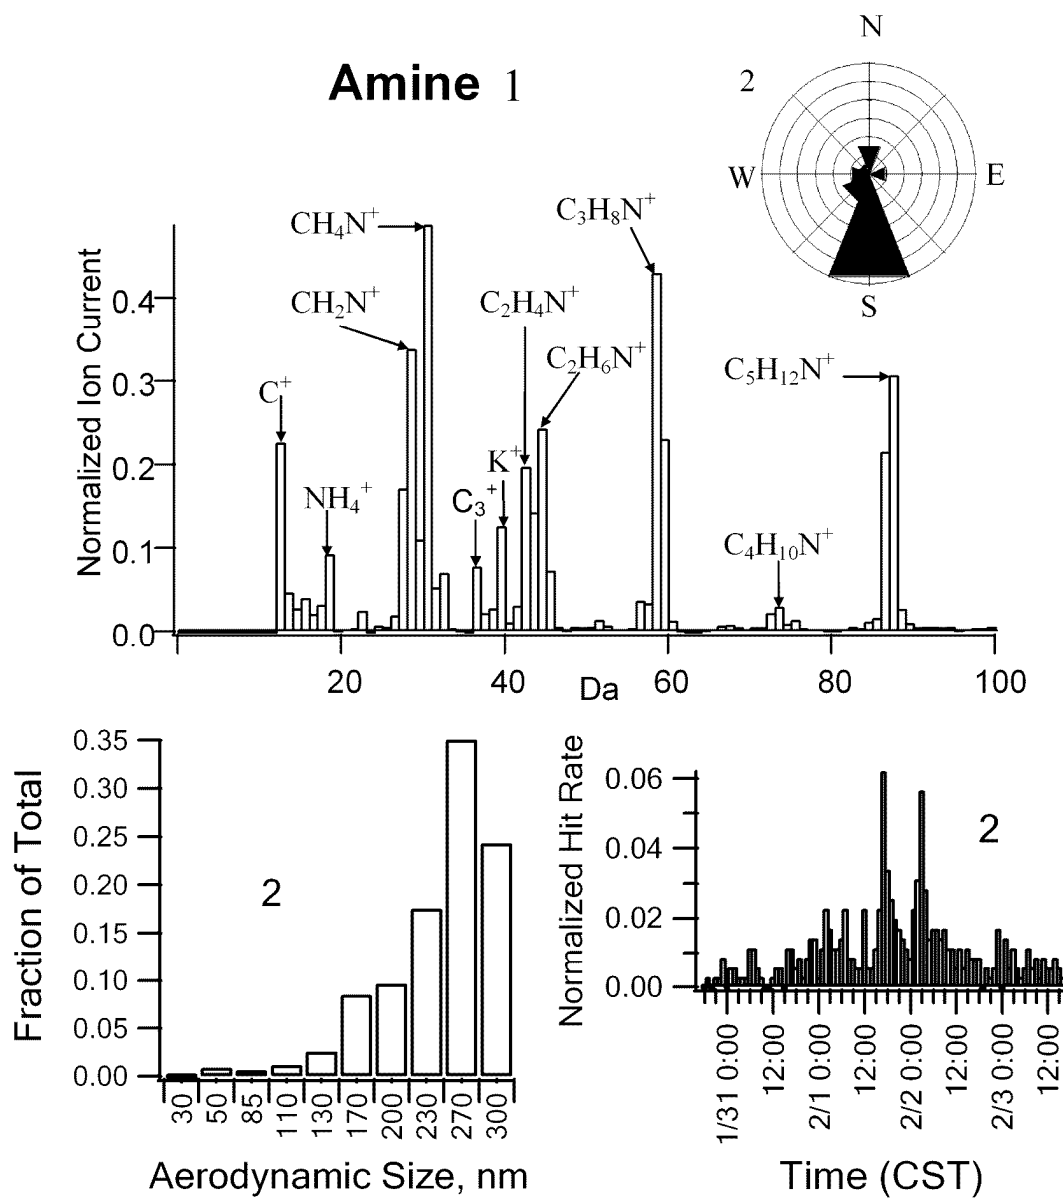 Amine 1
N
2
W
E
S
CH₄N⁺
C₃H₈N⁺
CH₂N⁺
C₂H₄N⁺
C₂H₆N⁺
C₅H₁₂N⁺
C⁺
K⁺
NH₄⁺
C₃⁺
C₄H₁₀N⁺
Normalized Ion Current
0.4
0.3
0.2
0.1
0.0
20
40
60
80
100
Da
Fraction of Total
0.35
0.30
0.25
0.20
0.15
0.10
0.05
0.00
2
30
50
85
110
130
170
200
230
270
300
Aerodynamic Size, nm
Normalized Hit Rate
0.06
0.04
0.02
0.00
2
1/31 0:00
12:00
2/1 0:00
12:00
2/2 0:00
12:00
2/3 0:00
12:00
Time (CST)